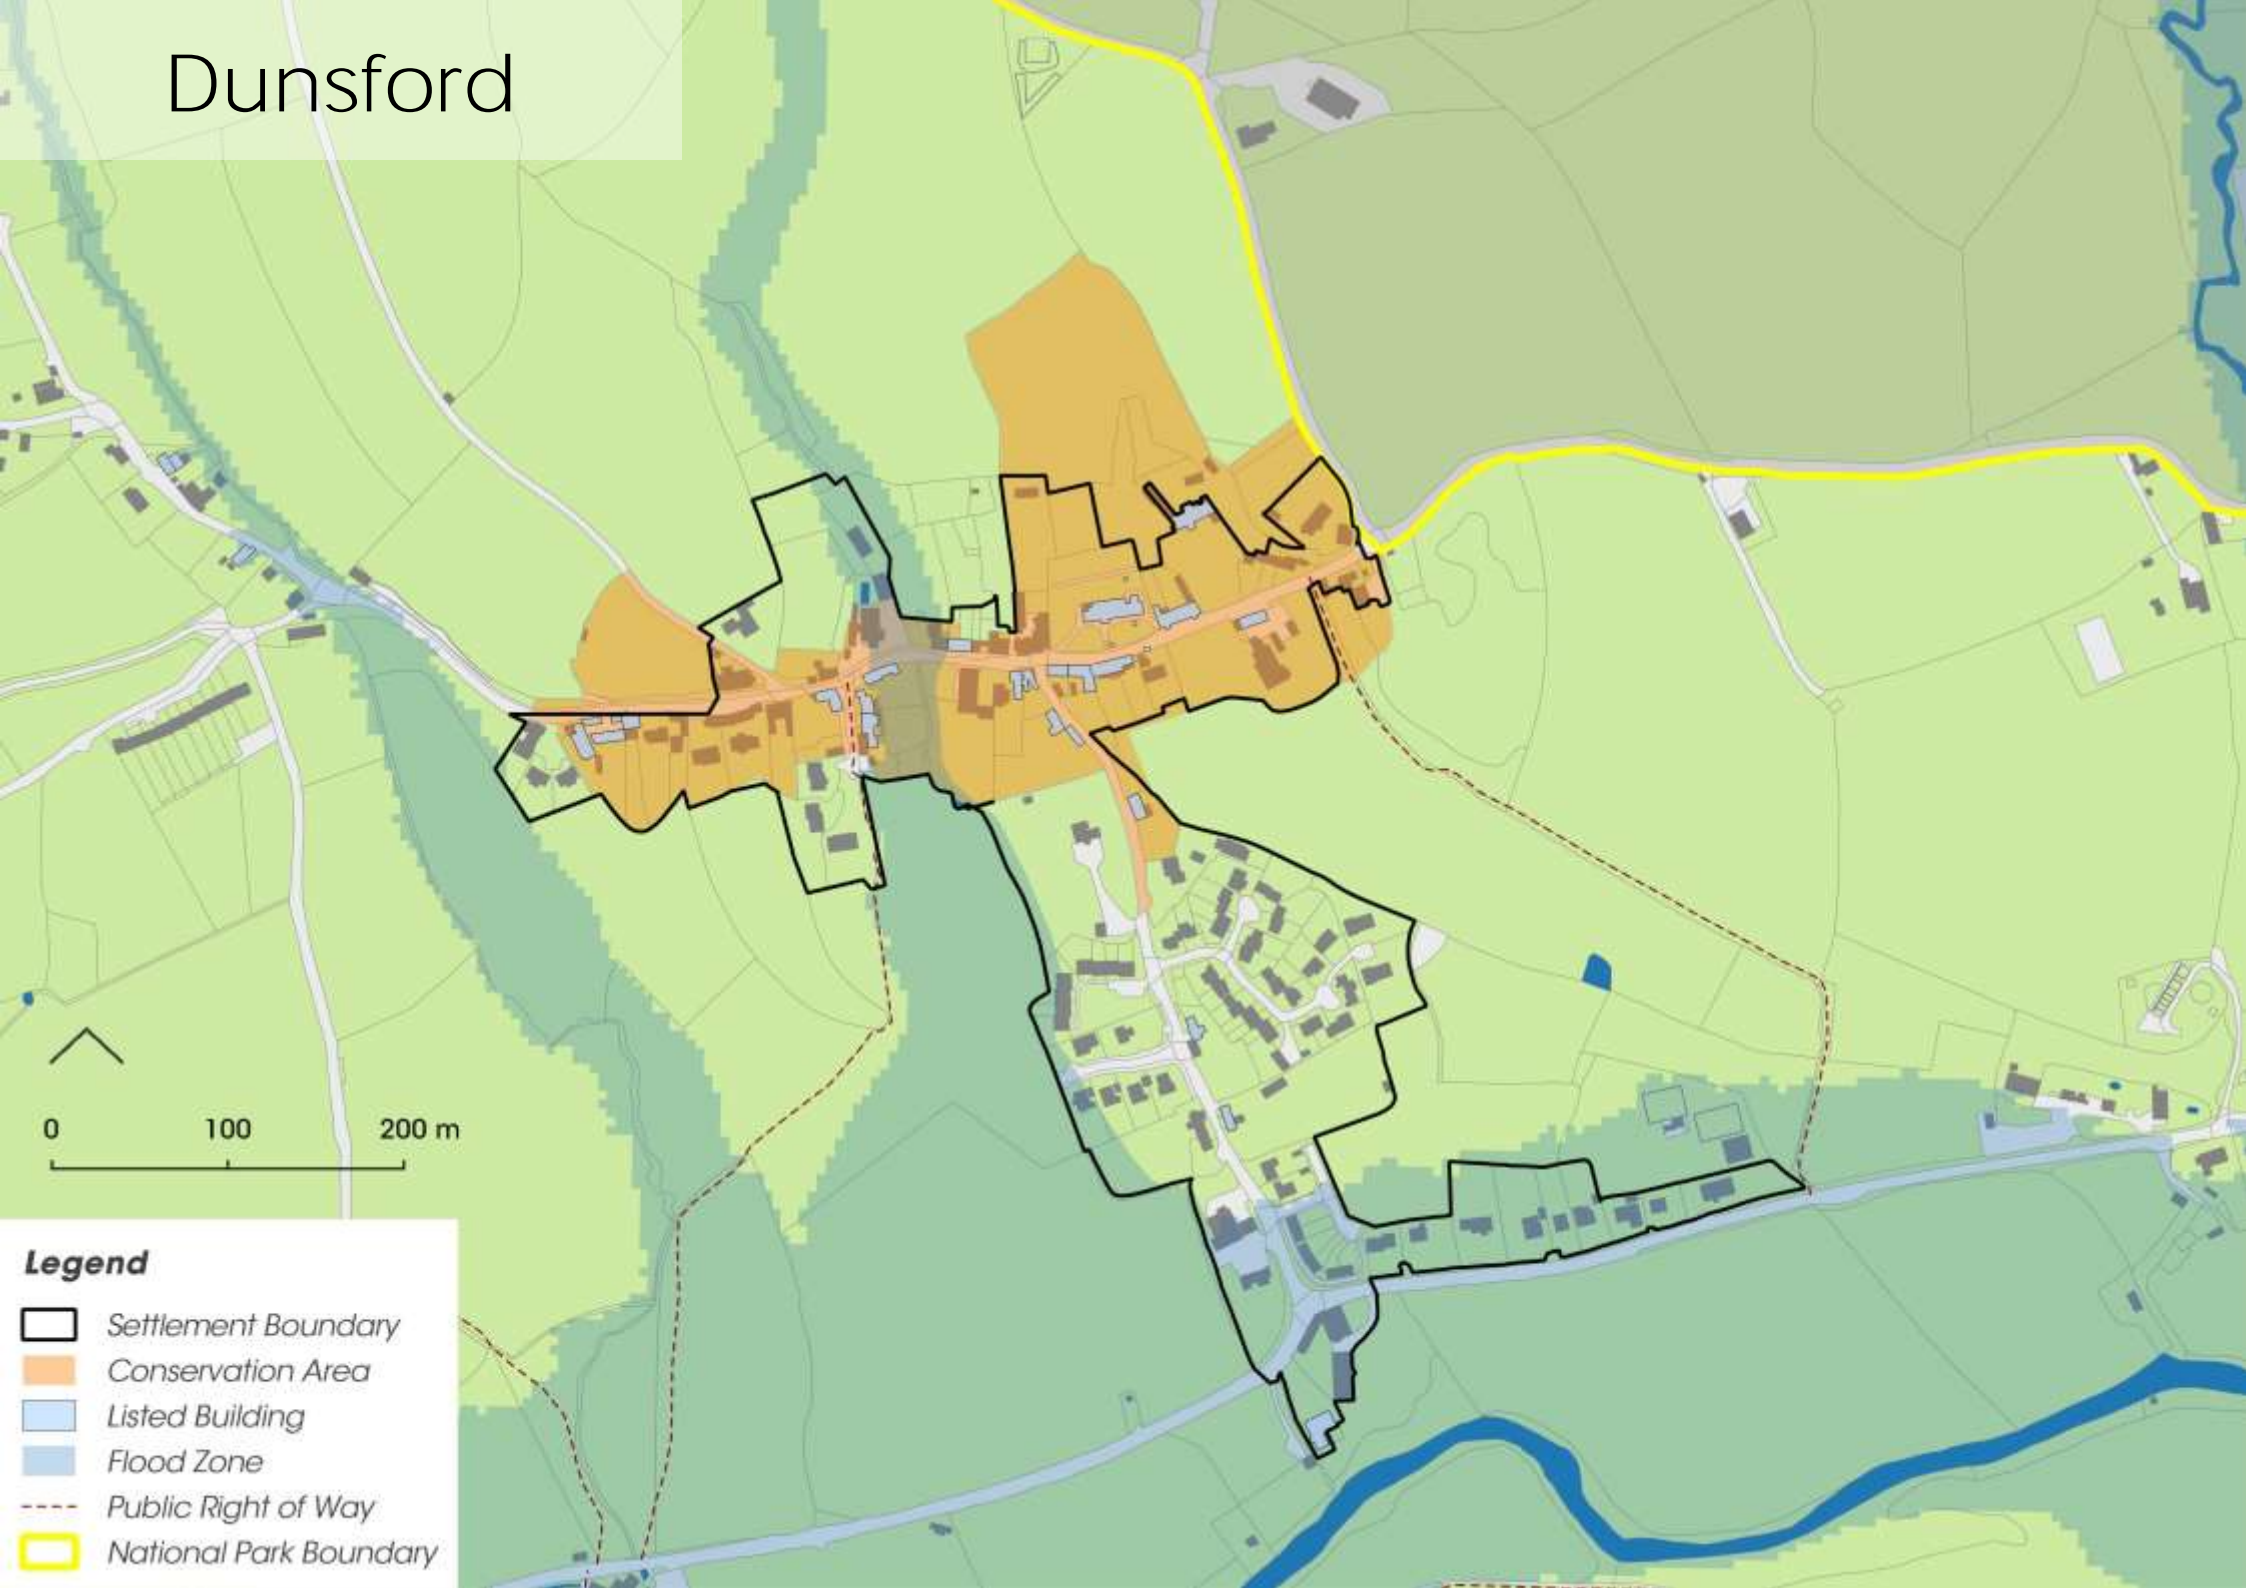 Dunsford
0 100 200 m
Legend
Settlement Boundary
Conservation Area
Listed Building
Flood Zone
Public Right of Way
National Park Boundary